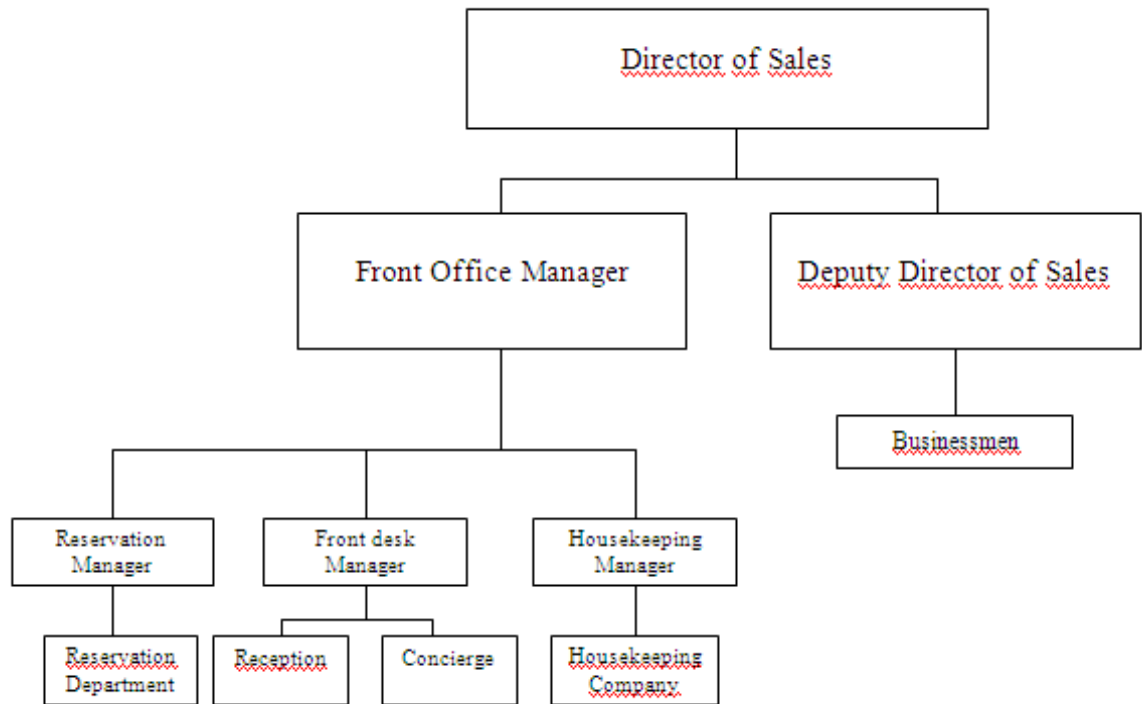 Director of Sales
Front Office Manager
Deputy Director of Sales
Businessmen
Reservation
Manager
Front desk
Manager
Housekeeping
Manager
Reservation
Department
Reception
Concierge
Housekeeping
Company